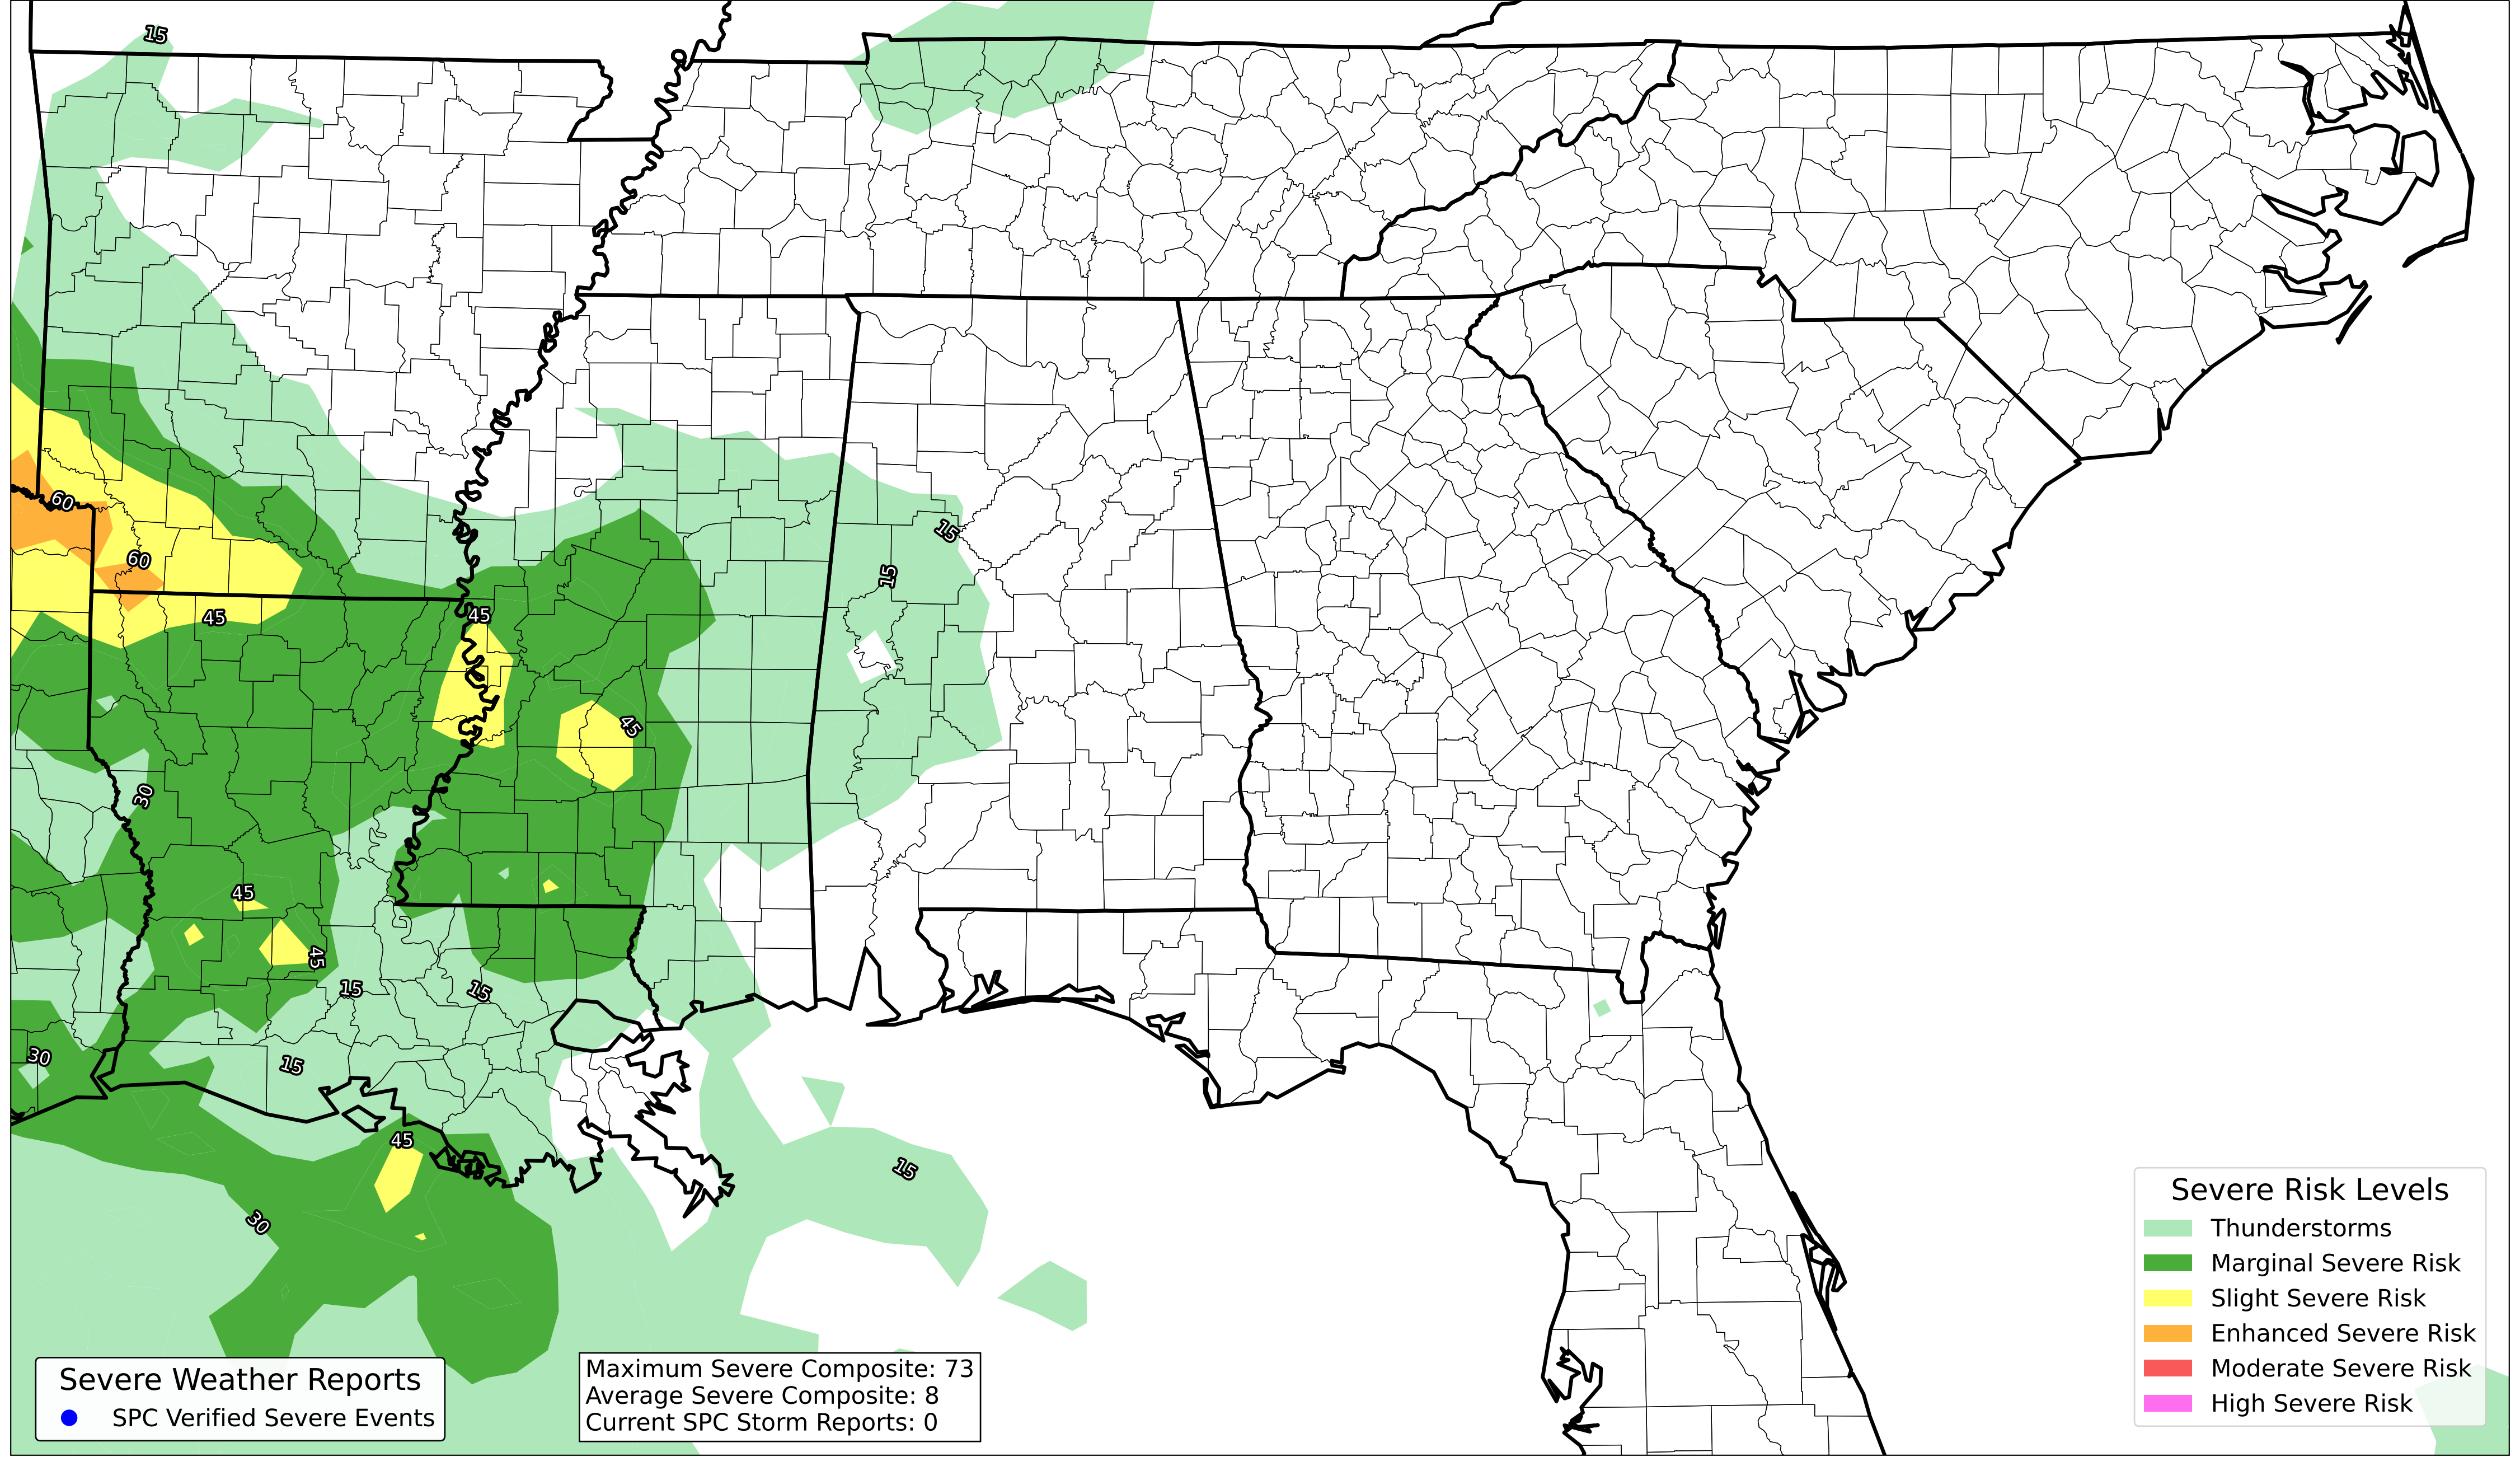 15
60
60
45
45
15
15
45
30
45
45
15
15
30
15
45
15
30
Severe Risk Levels
Thunderstorms
Marginal Severe Risk
Slight Severe Risk
Enhanced Severe Risk
Moderate Severe Risk
High Severe Risk
Severe Weather Reports
SPC Verified Severe Events
Maximum Severe Composite: 73
Average Severe Composite: 8
Current SPC Storm Reports: 0